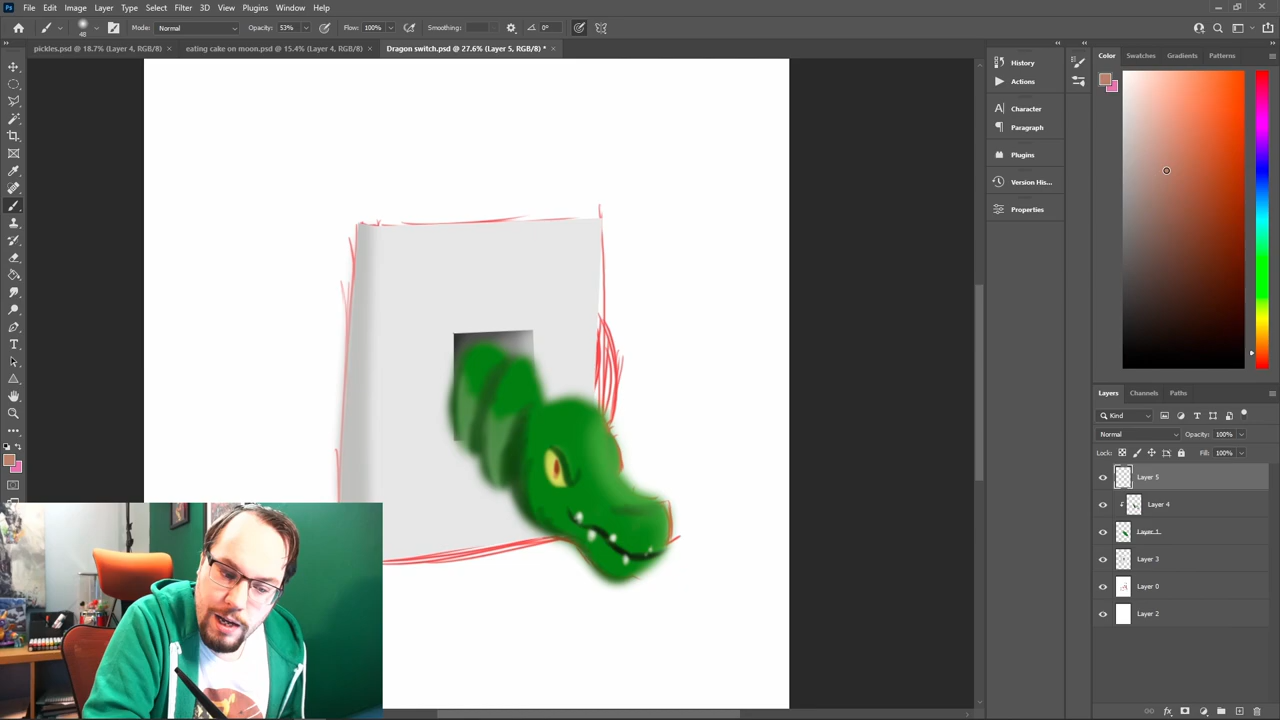 Ps File Edit Image Layer Type Select Filter 3D View Plugins Window Help
48 Mode: Normal Opacity: 53% Flow: 100% Smoothing: 0°
pickles.psd @ 18.7% (Layer 4, RGB/8) × eating cake on moon.psd @ 15.4% (Layer 4, RGB/8) × Dragon switch.psd @ 27.6% (Layer 5, RGB/8) * ×
Color Swatches Gradients Patterns
History
Actions
Character
Paragraph
Plugins
Version His...
Properties
Layers Channels Paths
Kind
Normal Opacity: 100%
Lock: Fill: 100%
Layer 5
Layer 4
Layer 1
Layer 3
Layer 0
Layer 2